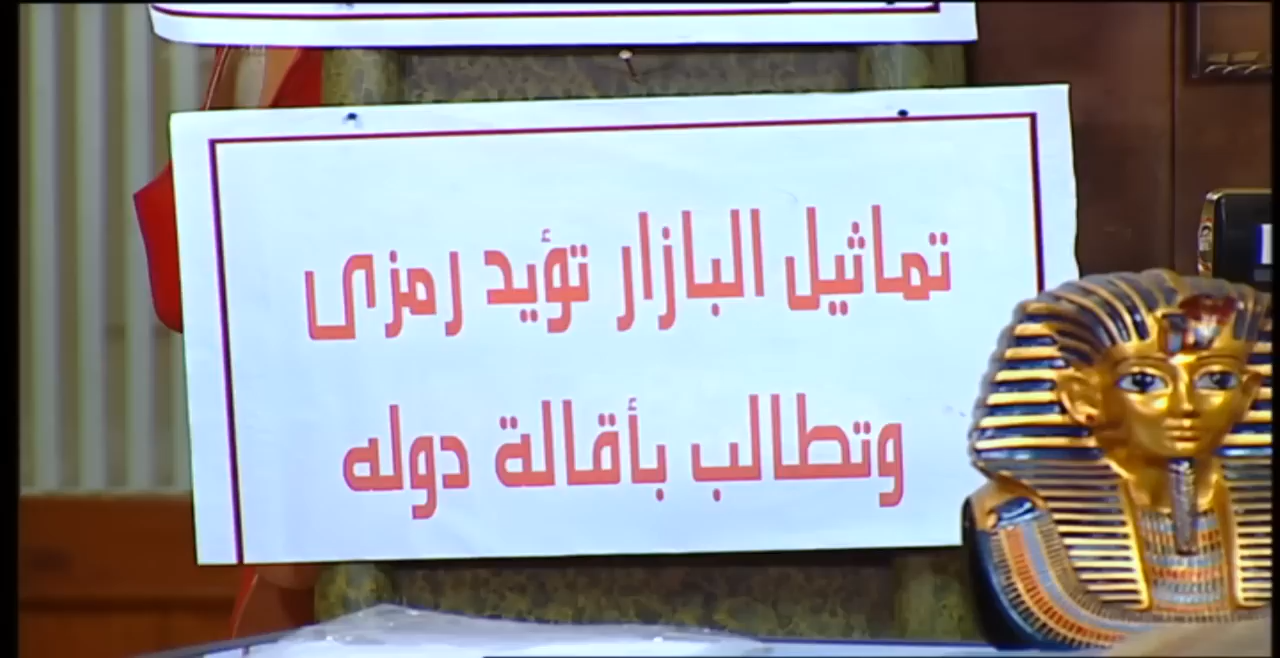 تماثيل البازار تؤيد رمزى
وتطالب بأقالة دوله